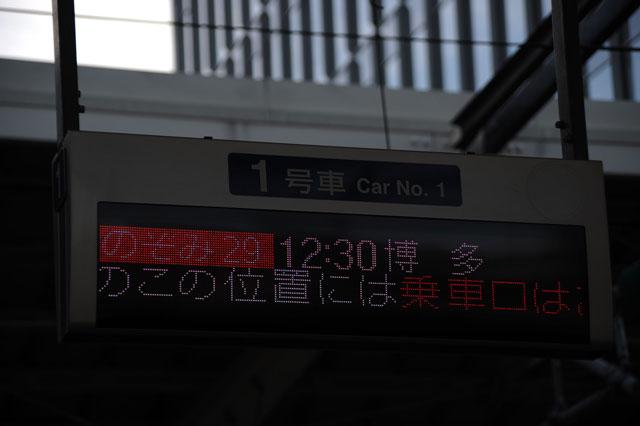 1号車 Car No. 1
のぞみ29 12:30 博多
のこの位置には乗車口は